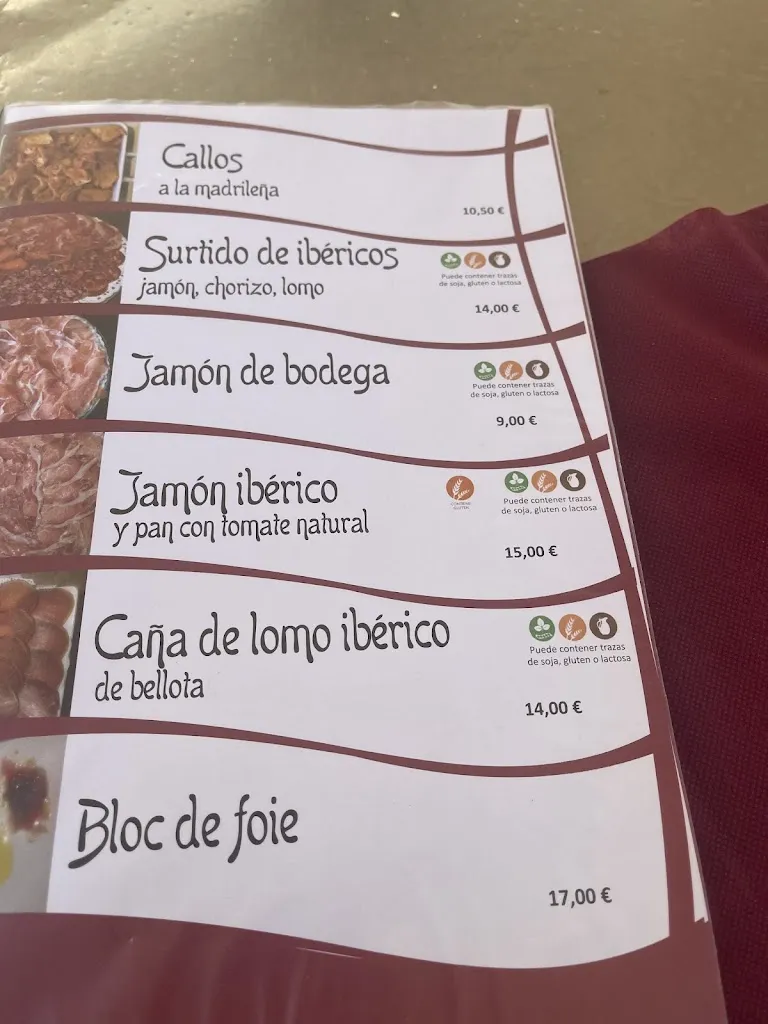 Callos
a la madrileña
10,50 €
Surtido de ibéricos
jamón, chorizo, lomo
Puede contener trazas
de soja, gluten o lactosa
14,00 €
Jamón de bodega
Puede contener trazas
de soja, gluten o lactosa
9,00 €
Jamón ibérico
y pan con tomate natural
CONTIENE
GLUTEN
Puede contener trazas
de soja, gluten o lactosa
15,00 €
Caña de lomo ibérico
de bellota
Puede contener trazas
de soja, gluten o lactosa
14,00 €
Bloc de foie
17,00 €